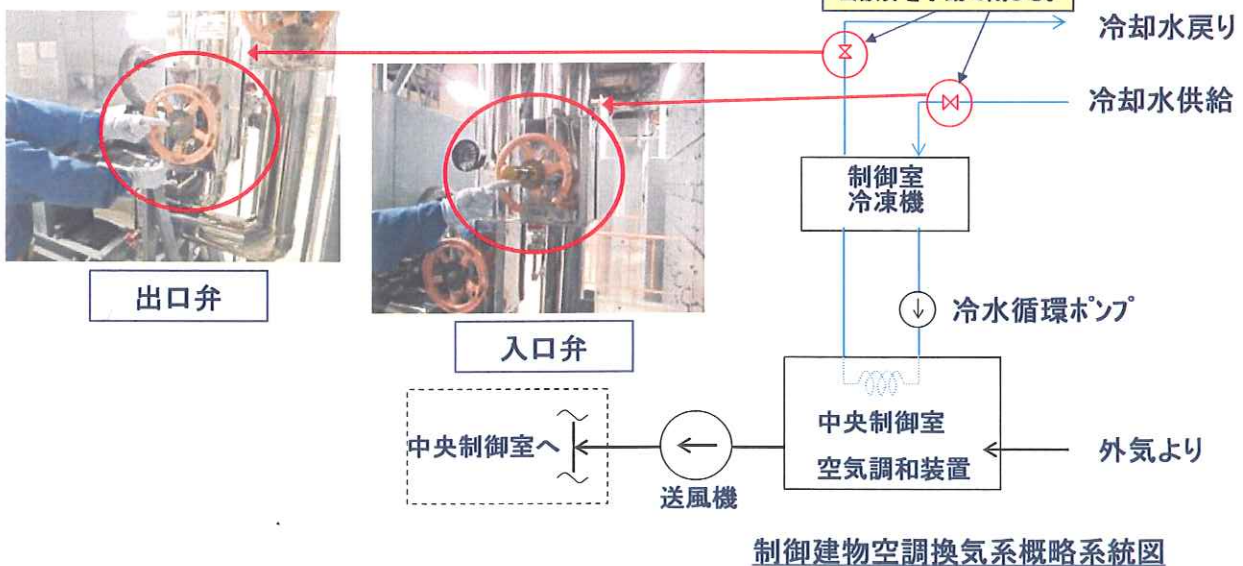 冷却水戻り
冷却水供給
制御室
冷凍機
出口弁
冷水循環ポンプ
入口弁
中央制御室へ
中央制御室
空気調和装置
外気より
送風機
制御建物空調換気系概略系統図